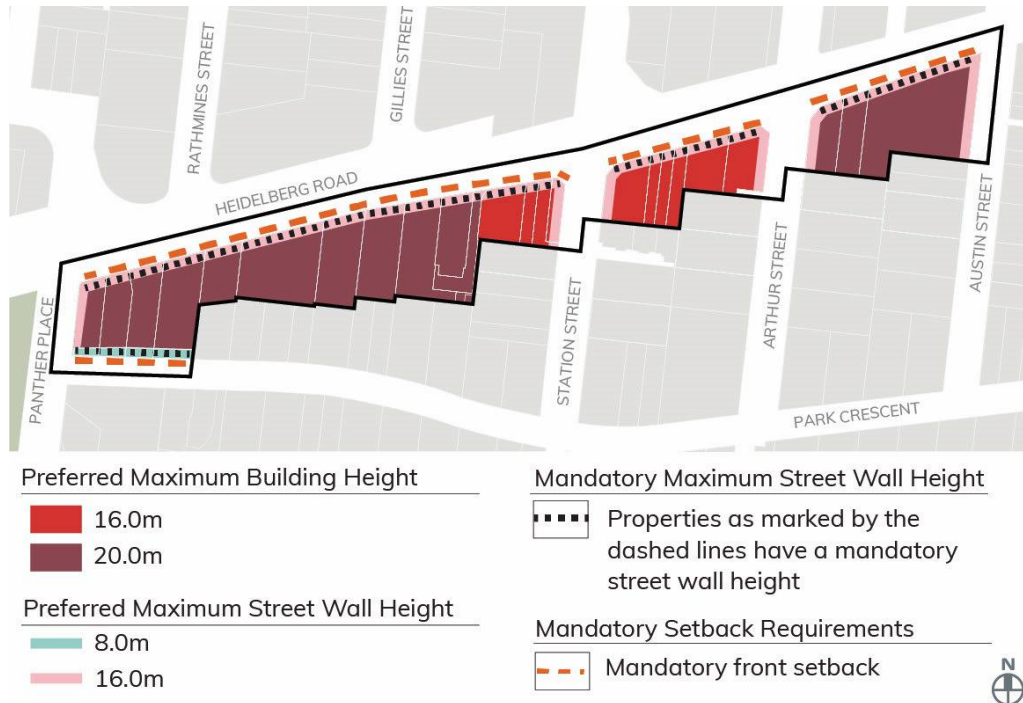 RATHMINES STREET
GILLIES STREET
HEIDELBERG ROAD
PANTHER PLACE
STATION STREET
ARTHUR STREET
AUSTIN STREET
PARK CRESCENT
Preferred Maximum Building Height
16.0m
20.0m
Preferred Maximum Street Wall Height
8.0m
16.0m
Mandatory Maximum Street Wall Height
Properties as marked by the
dashed lines have a mandatory
street wall height
Mandatory Setback Requirements
Mandatory front setback
N